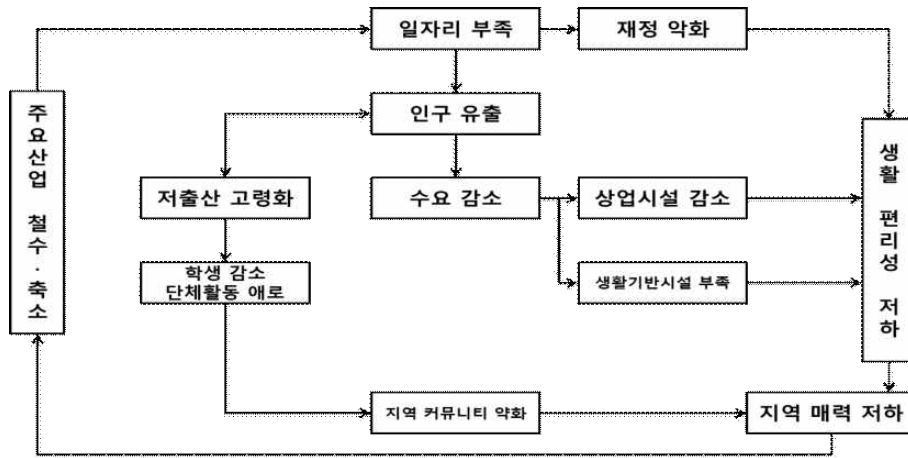 일자리 부족
재정 악화
주요산업 철수·축소
인구 유출
생활 편리성 저하
저출산 고령화
수요 감소
상업시설 감소
학생 감소
단체활동 애로
생활기반시설 부족
지역 커뮤니티 약화
지역 매력 저하